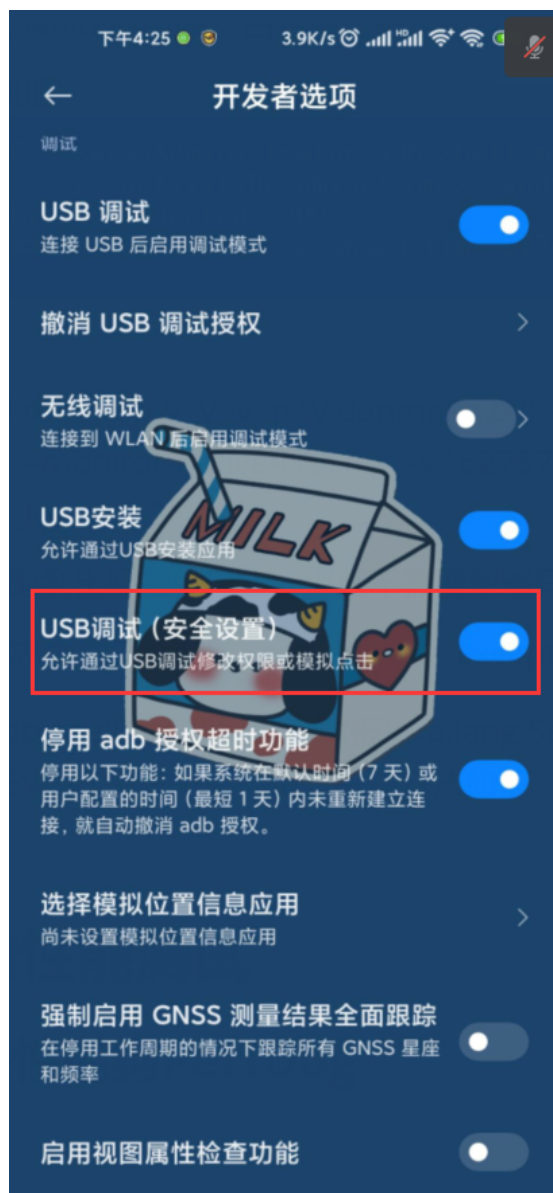 下午4:25
3.9K/s
HD
开发者选项
调试
USB 调试
连接 USB 后启用调试模式
撤消 USB 调试授权
无线调试
连接到 WLAN 后启用调试模式
USB安装
允许通过USB安装应用
MILK
USB调试（安全设置）
允许通过USB调试修改权限或模拟点击
停用 adb 授权超时功能
停用以下功能: 如果系统在默认时间 (7 天) 或
用户配置的时间 (最短 1 天) 内未重新建立连
接，就自动撤消 adb 授权。
选择模拟位置信息应用
尚未设置模拟位置信息应用
强制启用 GNSS 测量结果全面跟踪
在停用工作周期的情况下跟踪所有 GNSS 星座
和频率
启用视图属性检查功能